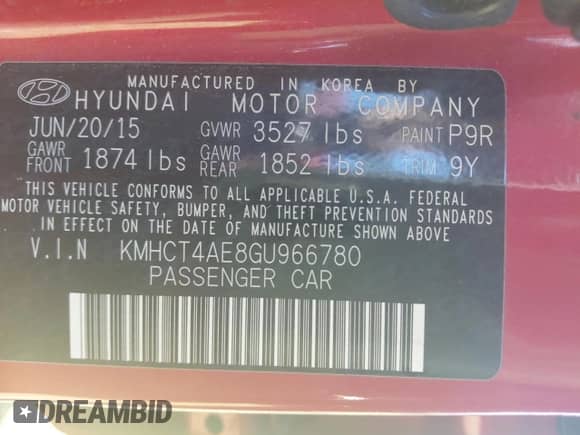 MANUFACTURED IN KOREA BY
HYUNDAI MOTOR COMPANY
JUN/20/15 GVWR 3527 lbs PAINT P9R
GAWR FRONT 1874 lbs GAWR REAR 1852 lbs TRIM 9Y
THIS VEHICLE CONFORMS TO ALL APPLICABLE U.S.A. FEDERAL
MOTOR VEHICLE SAFETY, BUMPER, AND THEFT PREVENTION STANDARDS
IN EFFECT ON THE DATE OF MANUFACTURE SHOWN ABOVE
V.I.N KMHCT4AE8GU966780
PASSENGER CAR
DREAMBID